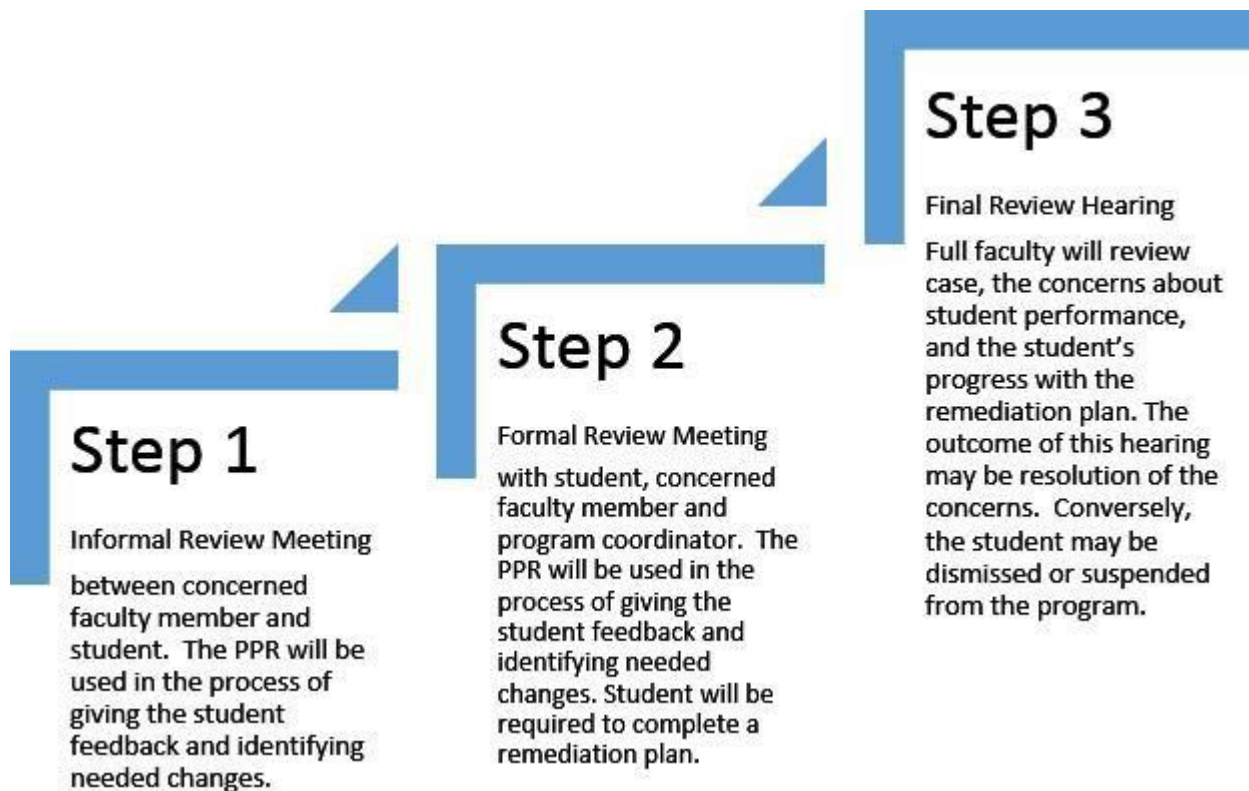 Step 1
Informal Review Meeting
between concerned
faculty member and
student.  The PPR will be
used in the process of
giving the student
feedback and identifying
needed changes.
Step 2
Formal Review Meeting
with student, concerned
faculty member and
program coordinator.  The
PPR will be used in the
process of giving the
student feedback and
identifying needed
changes. Student will be
required to complete a
remediation plan.
Step 3
Final Review Hearing
Full faculty will review
case, the concerns about
student performance,
and the student’s
progress with the
remediation plan. The
outcome of this hearing
may be resolution of the
concerns.  Conversely,
the student may be
dismissed or suspended
from the program.